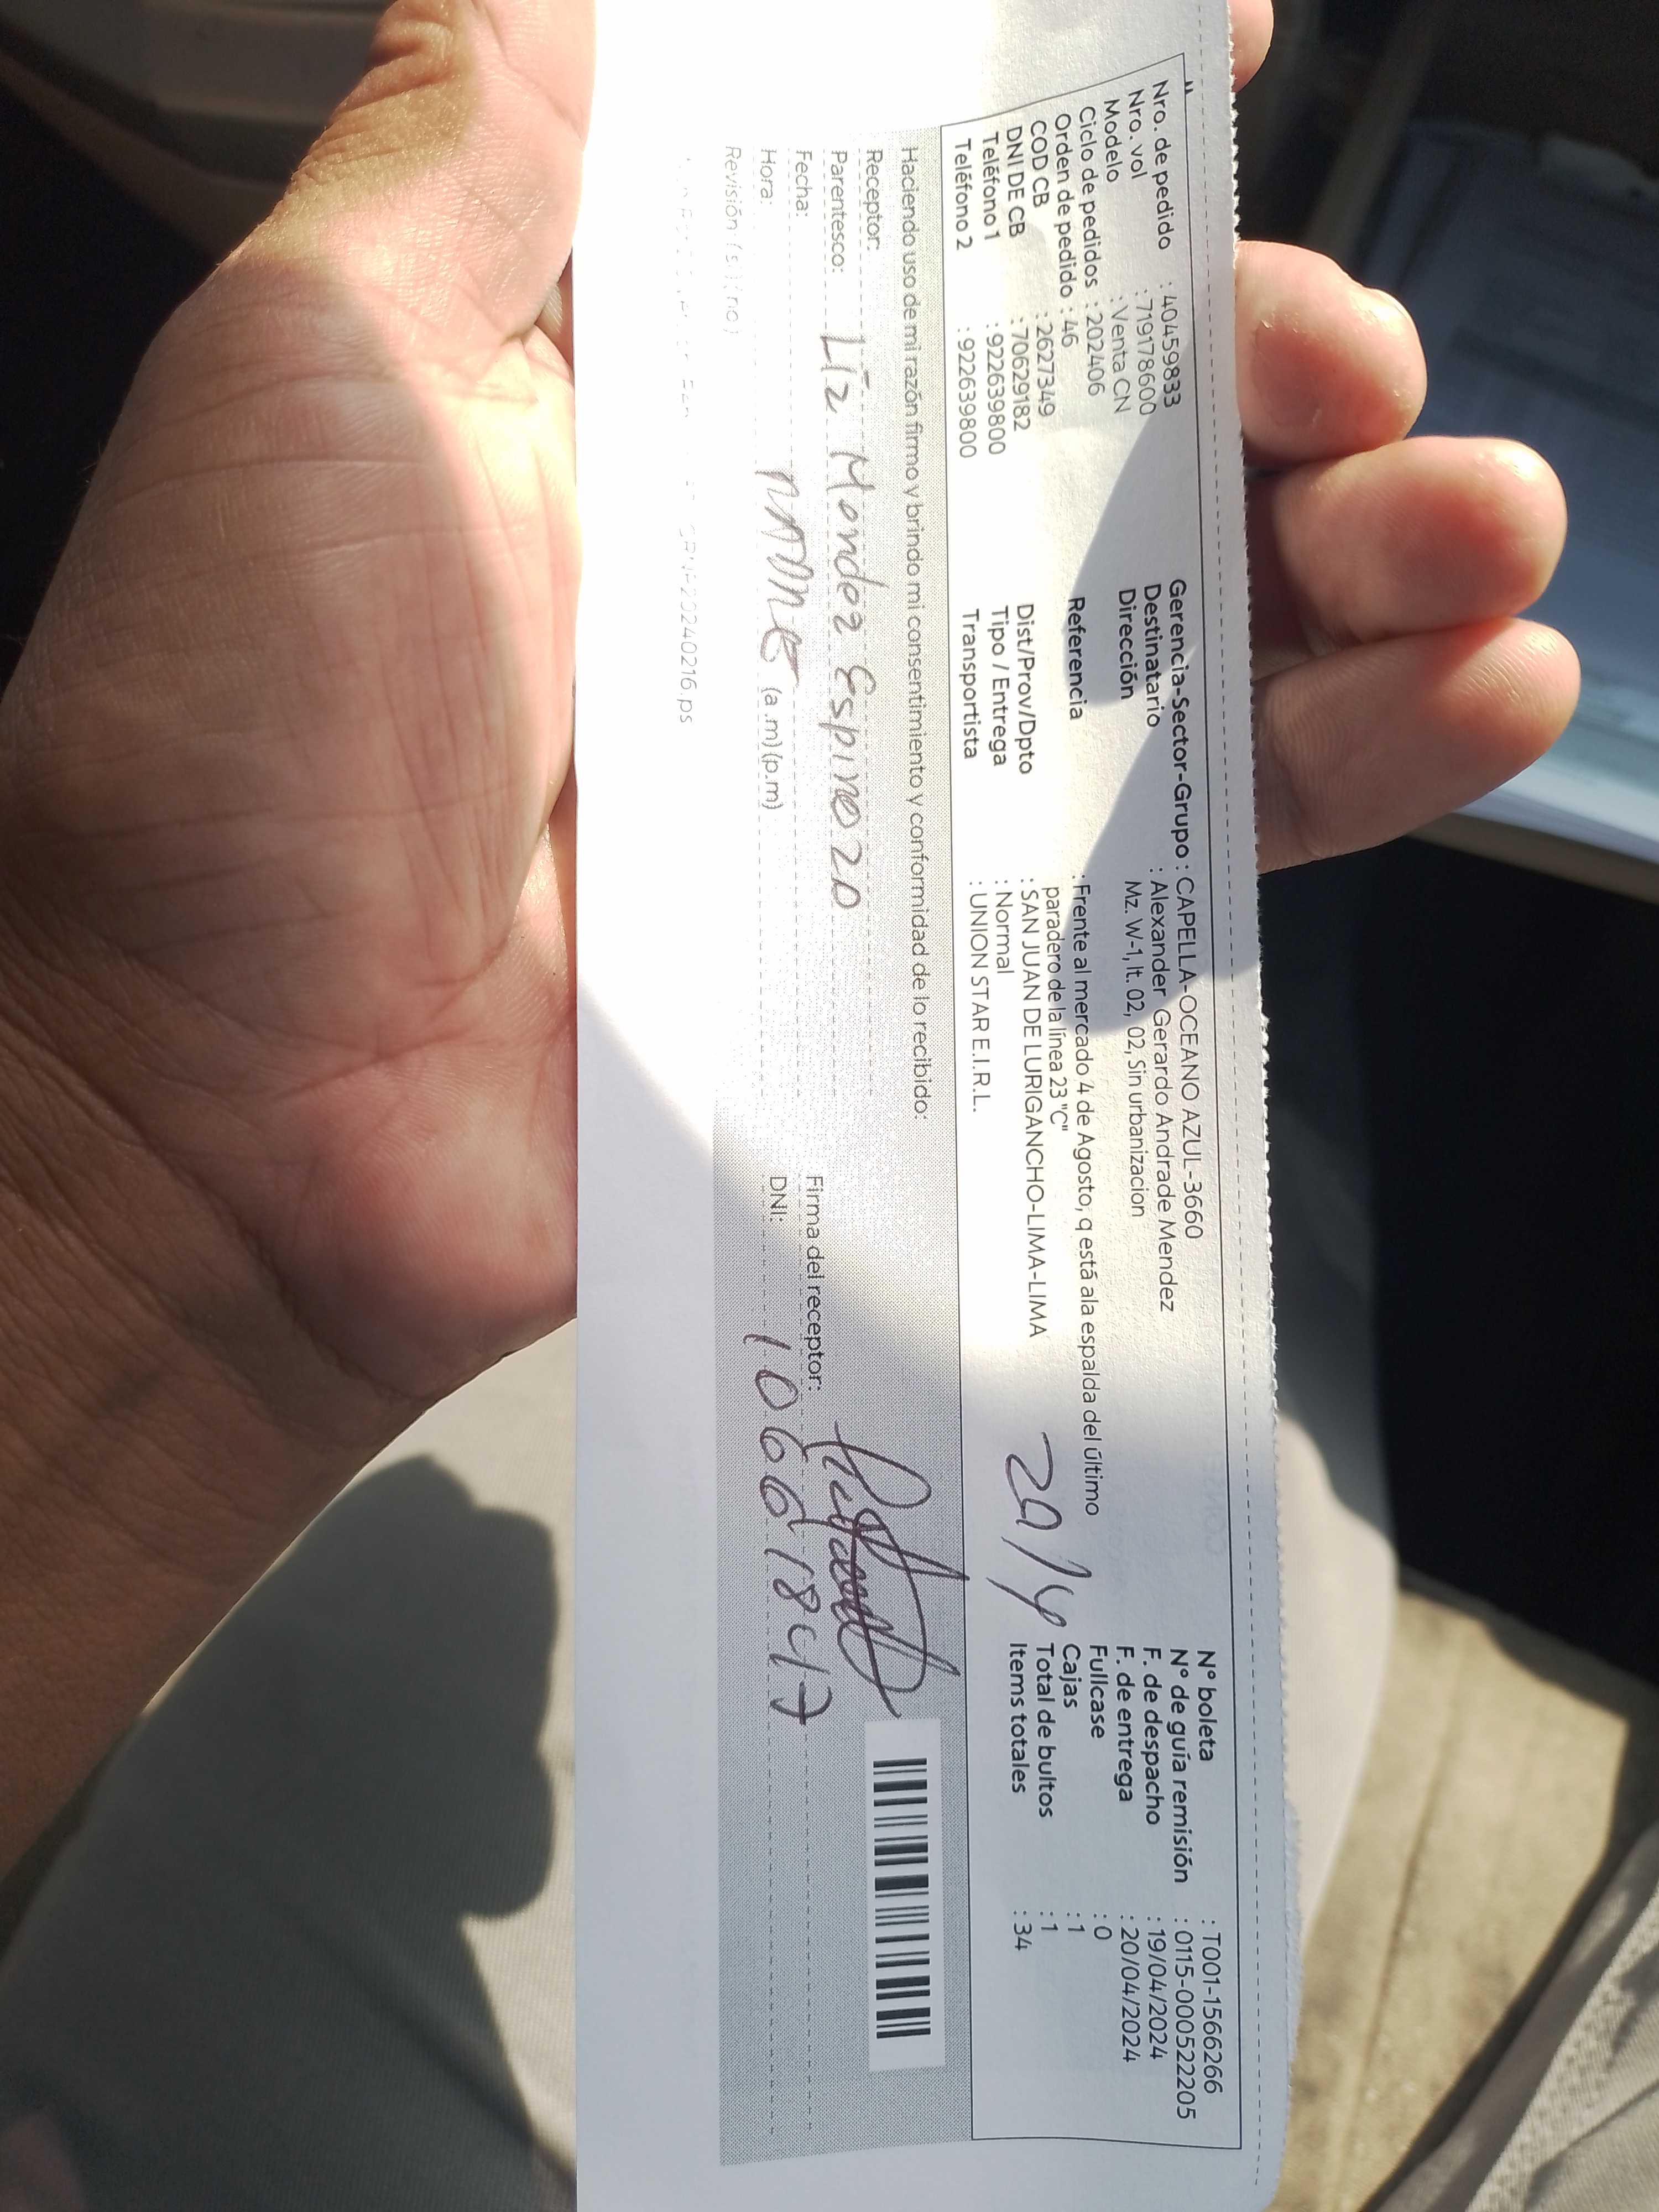 Nro. de pedido : 40459833
Nro. vol : 719178600
Modelo : Venta CN
Ciclo de pedidos : 202406
Orden de pedido : 46
COD CB : 2627349
DNI DE CB : 70629182
Teléfono 1 : 922639800
Teléfono 2 : 922639800
Gerencia-Sector-Grupo : CAPELLA-OCEANO AZUL-3660
Destinatario : Alexander Gerardo Andrade Mendez
Dirección Mz. W-1, lt. 02, 02, Sin urbanizacion
Referencia : Frente al mercado 4 de Agosto, q está ala espalda del último
paradero de la línea 23 "C"
Dist/Prov/Dpto : SAN JUAN DE LURIGANCHO-LIMA-LIMA
Tipo / Entrega : Normal
Transportista : UNION STAR E.I.R.L.
20/4
N° boleta : T001-1566266
N° de guía remisión : 0115-000522205
F. de despacho : 19/04/2024
F. de entrega : 20/04/2024
Fullcase : 0
Cajas : 1
Total de bultos : 1
Items totales : 34
Haciendo uso de mi razón firmo y brindo mi consentimiento y conformidad de lo recibido:
Receptor:
Parentesco: Liz Mendez Espinoza
Fecha:
Hora: (a.m)(p.m)
Revisión (si)(no)
Firma del receptor:
DNI: 10661847
20240216.ps